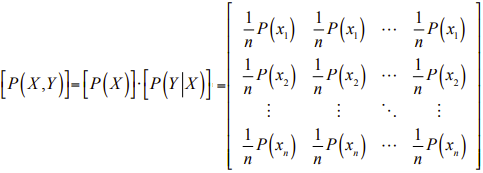 [P(X,Y)]=[P(X)]·[P(Y|X)] = [ 1/n P(x₁) 1/n P(x₁) ⋯ 1/n P(x₁)
1/n P(x₂) 1/n P(x₂) ⋯ 1/n P(x₂)
⋮ ⋮ ⋱ ⋮
1/n P(xₙ) 1/n P(xₙ) ⋯ 1/n P(xₙ) ]